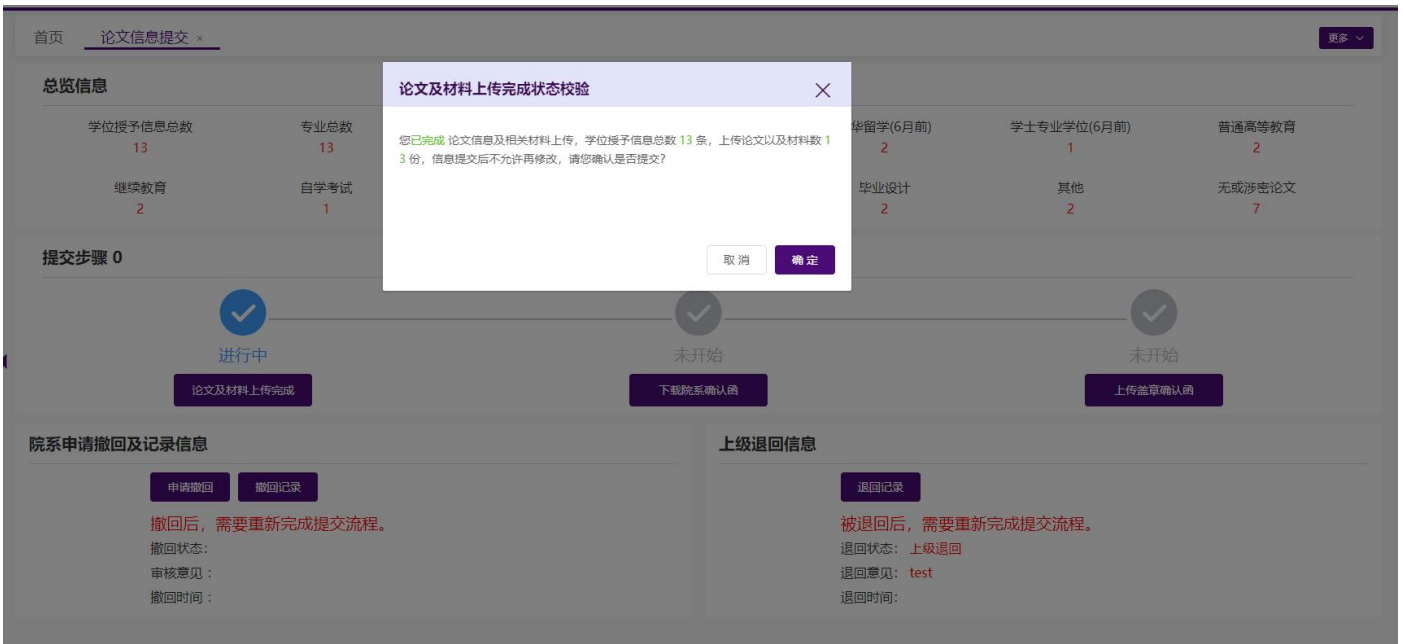 首页 论文信息提交 × 更多
总览信息
论文及材料上传完成状态校验
学位授予信息总数 专业总数 华留学(6月前) 学士专业学位(6月前) 普通高等教育
13 13 2 1 2
您已完成 论文信息及相关材料上传，学位授予信息总数 13 条，上传论文以及材料数 1
3 份，信息提交后不允许再修改，请您确认是否提交?
继续教育 自学考试 毕业设计 其他 无或涉密论文
2 1 2 2 7
取 消 确 定
提交步骤 0
进行中 未开始 未开始
论文及材料上传完成 下载院系确认函 上传盖章确认函
院系申请撤回及记录信息 上级退回信息
申请撤回 撤回记录 退回记录
撤回后，需要重新完成提交流程。 被退回后，需要重新完成提交流程。
撤回状态: 退回状态: 上级退回
审核意见 : 退回意见: test
撤回时间 : 退回时间: